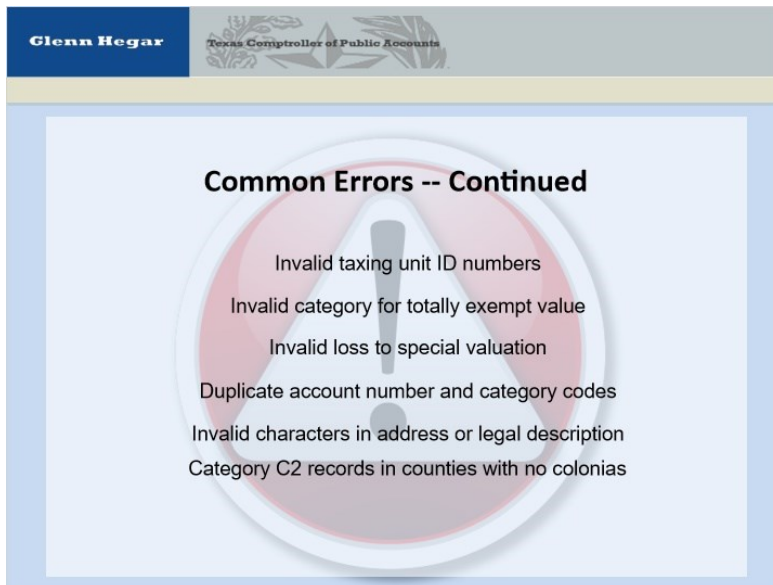 Glenn Hegar
Texas Comptroller of Public Accounts
Common Errors -- Continued
Invalid taxing unit ID numbers
Invalid category for totally exempt value
Invalid loss to special valuation
Duplicate account number and category codes
Invalid characters in address or legal description
Category C2 records in counties with no colonias